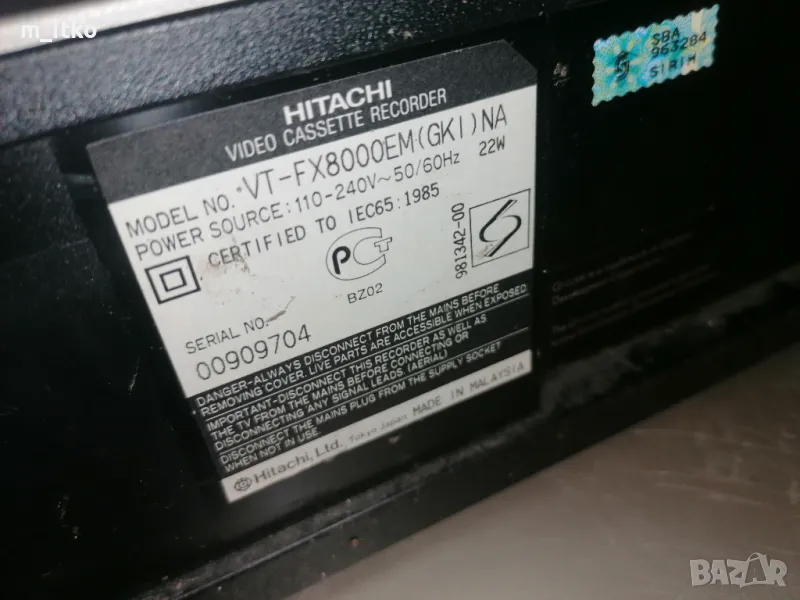 m_itko
SBA
963284
SIRIM
HITACHI
VIDEO CASSETTE RECORDER
MODEL NO. VT-FX8000EM(GKI)NA
POWER SOURCE:110-240V~50/60Hz 22W
CERTIFIED TO IEC65:1985
PC
BZ02
981342-00
S
SERIAL NO.
00909704
DANGER-ALWAYS DISCONNECT FROM THE MAINS BEFORE
REMOVING COVER. LIVE PARTS ARE ACCESSIBLE WHEN EXPOSED
IMPORTANT-DISCONNECT THIS RECORDER AS WELL AS
THE TV FROM THE MAINS BEFORE CONNECTING OR
DISCONNECTING ANY SIGNAL LEADS. (AERIAL)
DISCONNECT THE MAINS PLUG FROM THE SUPPLY SOCKET
WHEN NOT IN USE.
Hitachi, Ltd. Tokyo Japan MADE IN MALAYSIA
BAZAR